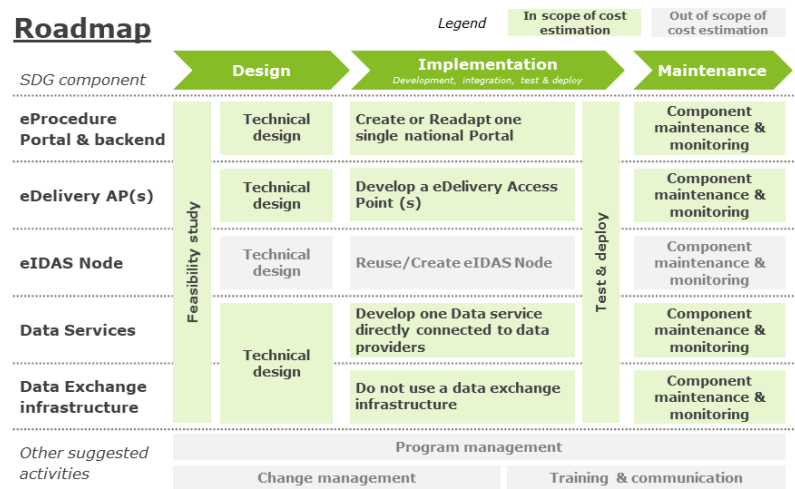 Roadmap
Legend
In scope of cost
estimation
Out of scope of
cost estimation
SDG component
Design
Implementation
Development, integration, test & deploy
Maintenance
eProcedure
Portal & backend
Technical
design
Create or Readapt one
single national Portal
Component
maintenance &
monitoring
eDelivery AP(s)
Technical
design
Develop a eDelivery Access
Point (s)
Component
maintenance &
monitoring
Feasibility study
Test & deploy
eIDAS Node
Technical
design
Reuse/Create eIDAS Node
Component
maintenance &
monitoring
Data Services
Technical
design
Develop one Data service
directly connected to data
providers
Component
maintenance &
monitoring
Data Exchange
infrastructure
Do not use a data exchange
infrastructure
Component
maintenance &
monitoring
Other suggested
activities
Program management
Change management
Training & communication